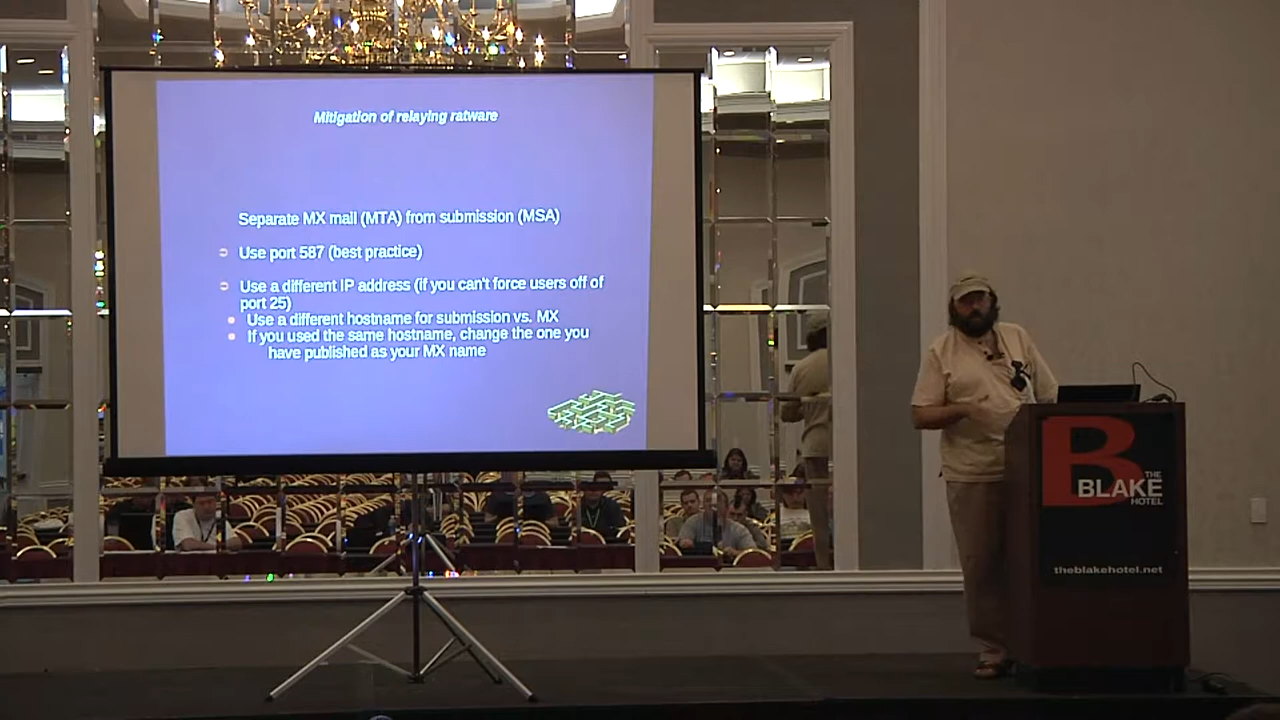 Mitigation of relaying ratware
Separate MX mail (MTA) from submission (MSA)
Use port 587 (best practice)
Use a different IP address (if you can't force users off of
port 25)
Use a different hostname for submission vs. MX
If you used the same hostname, change the one you
have published as your MX name
B
THE
BLAKE
HOTEL
theblakehotel.net